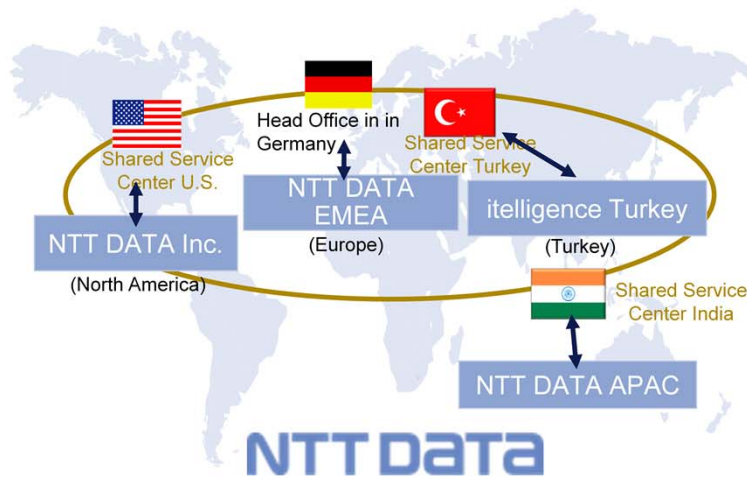 Head Office in in
Germany
Shared Service
Center U.S.
Shared Service
Center Turkey
NTT DATA
EMEA
itelligence Turkey
NTT DATA Inc.
(Europe)
(Turkey)
(North America)
Shared Service
Center India
NTT DATA APAC
NTT DATA